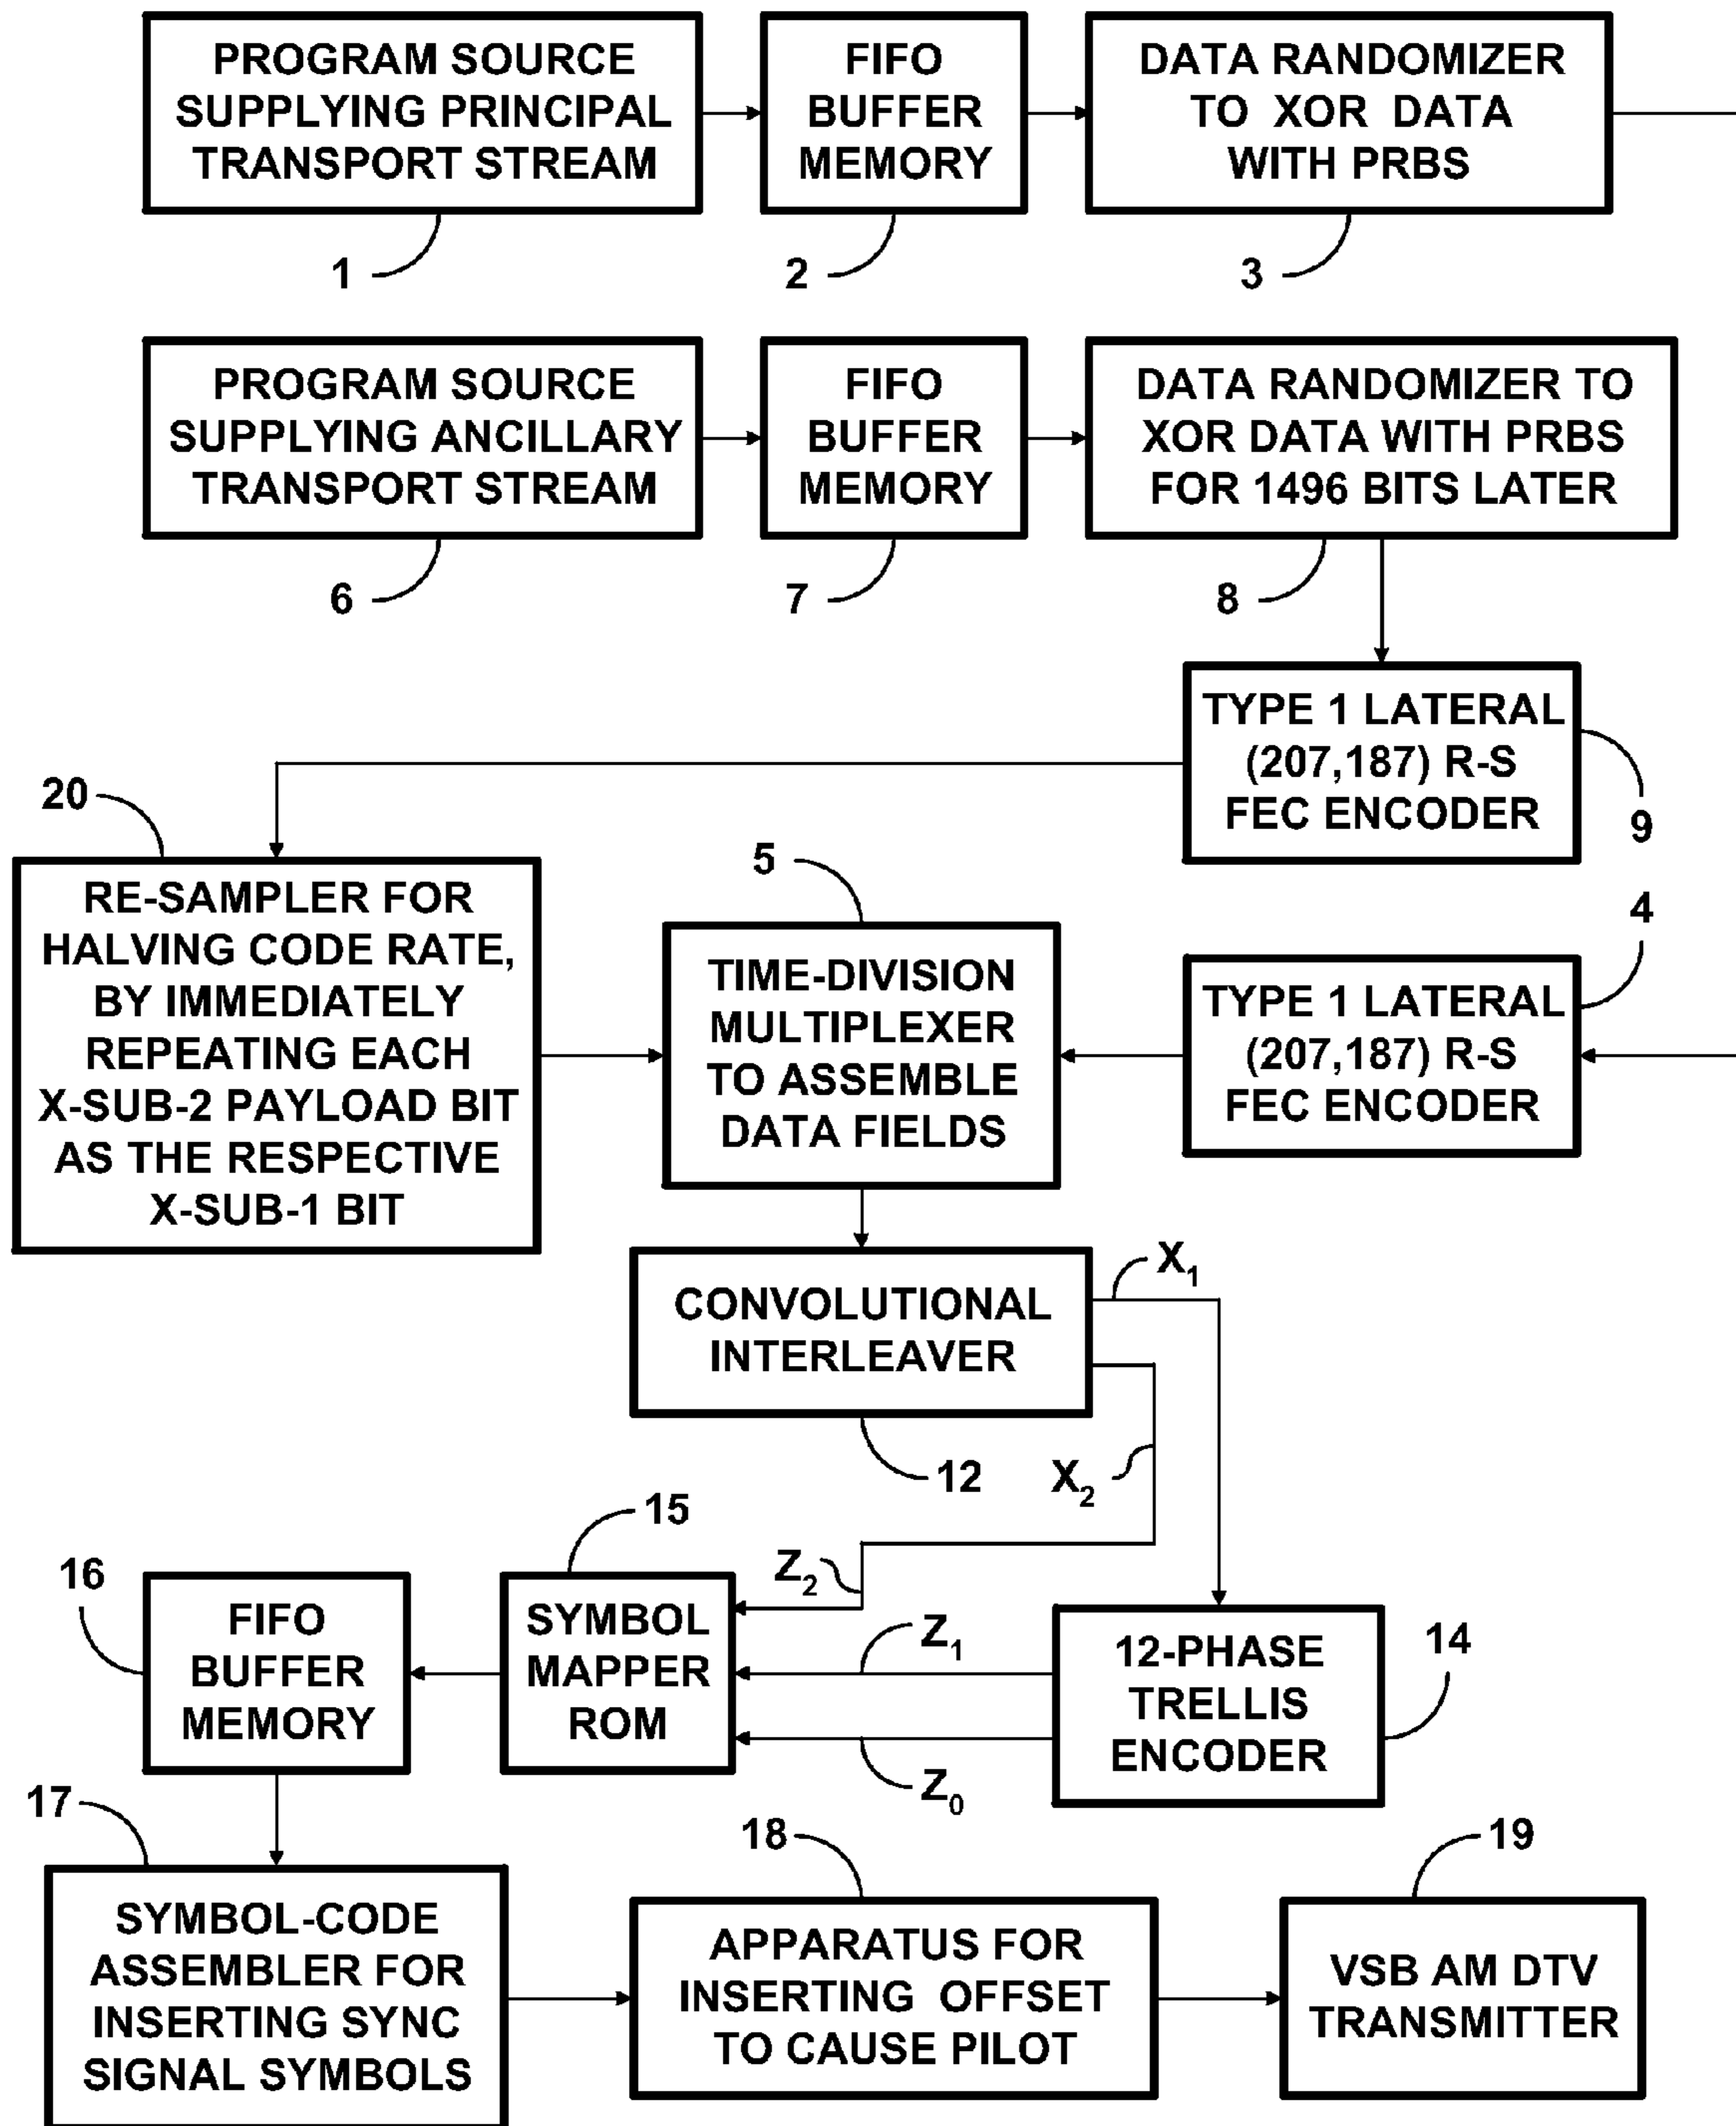 PROGRAM SOURCE
SUPPLYING PRINCIPAL
TRANSPORT STREAM
FIFO
BUFFER
MEMORY
DATA RANDOMIZER
TO XOR DATA
WITH PRBS
1
2
3
PROGRAM SOURCE
SUPPLYING ANCILLARY
TRANSPORT STREAM
FIFO
BUFFER
MEMORY
DATA RANDOMIZER TO
XOR DATA WITH PRBS
FOR 1496 BITS LATER
6
7
8
TYPE 1 LATERAL
(207,187) R-S
FEC ENCODER
9
20
RE-SAMPLER FOR
HALVING CODE RATE,
BY IMMEDIATELY
REPEATING EACH
X-SUB-2 PAYLOAD BIT
AS THE RESPECTIVE
X-SUB-1 BIT
5
TIME-DIVISION
MULTIPLEXER
TO ASSEMBLE
DATA FIELDS
4
TYPE 1 LATERAL
(207,187) R-S
FEC ENCODER
CONVOLUTIONAL
INTERLEAVER
12
X₁
X₂
15
16
FIFO
BUFFER
MEMORY
SYMBOL
MAPPER
ROM
Z₂
Z₁
Z₀
12-PHASE
TRELLIS
ENCODER
14
17
SYMBOL-CODE
ASSEMBLER FOR
INSERTING SYNC
SIGNAL SYMBOLS
18
APPARATUS FOR
INSERTING OFFSET
TO CAUSE PILOT
19
VSB AM DTV
TRANSMITTER